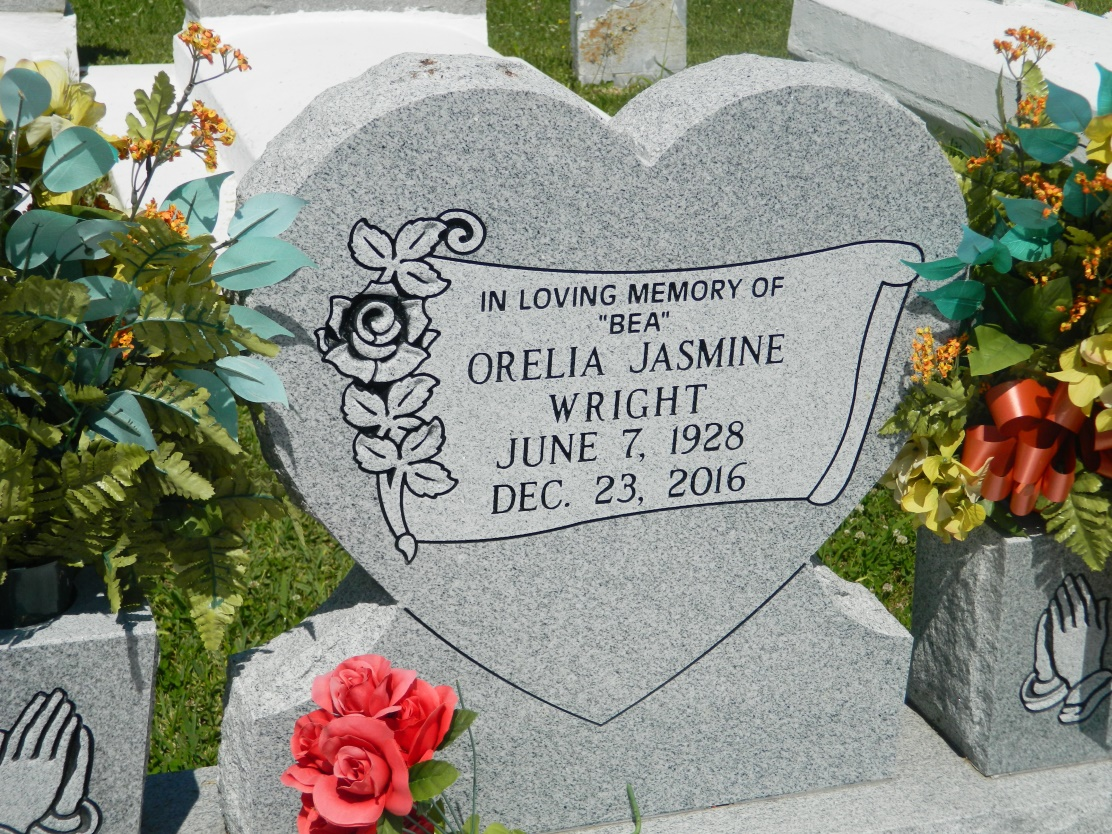 IN LOVING MEMORY OF
"BEA"
ORELIA JASMINE
WRIGHT
JUNE 7, 1928
DEC. 23, 2016